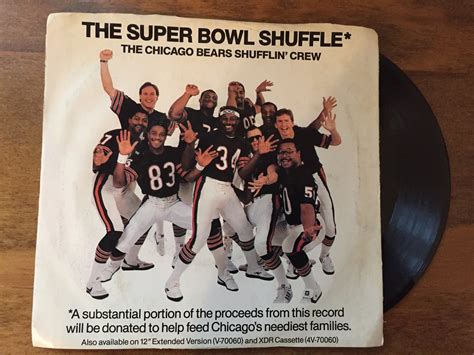 THE SUPER BOWL SHUFFLE*
THE CHICAGO BEARS SHUFFLIN' CREW
7
83
34
5
*A substantial portion of the proceeds from this record
will be donated to help feed Chicago's neediest families.
Also available on 12" Extended Version (V-70060) and XDR Cassette (4V-70060)